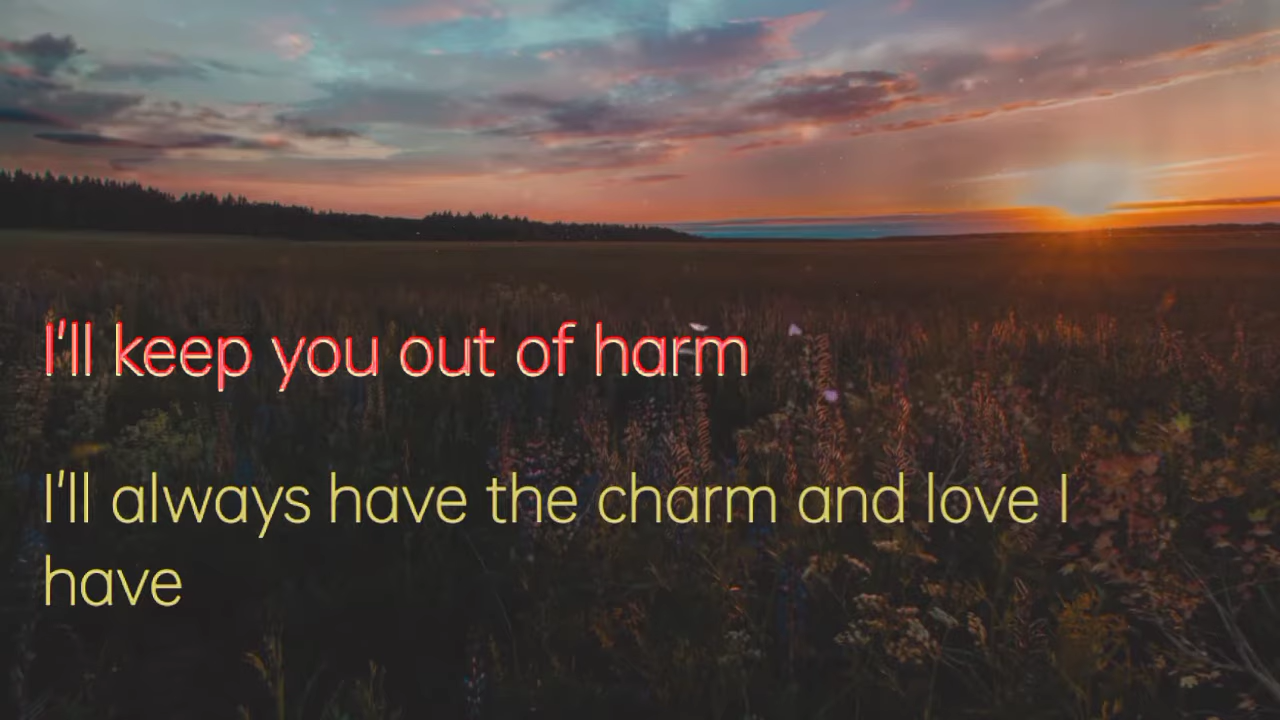 I'll keep you out of harm
I'll always have the charm and love I
have